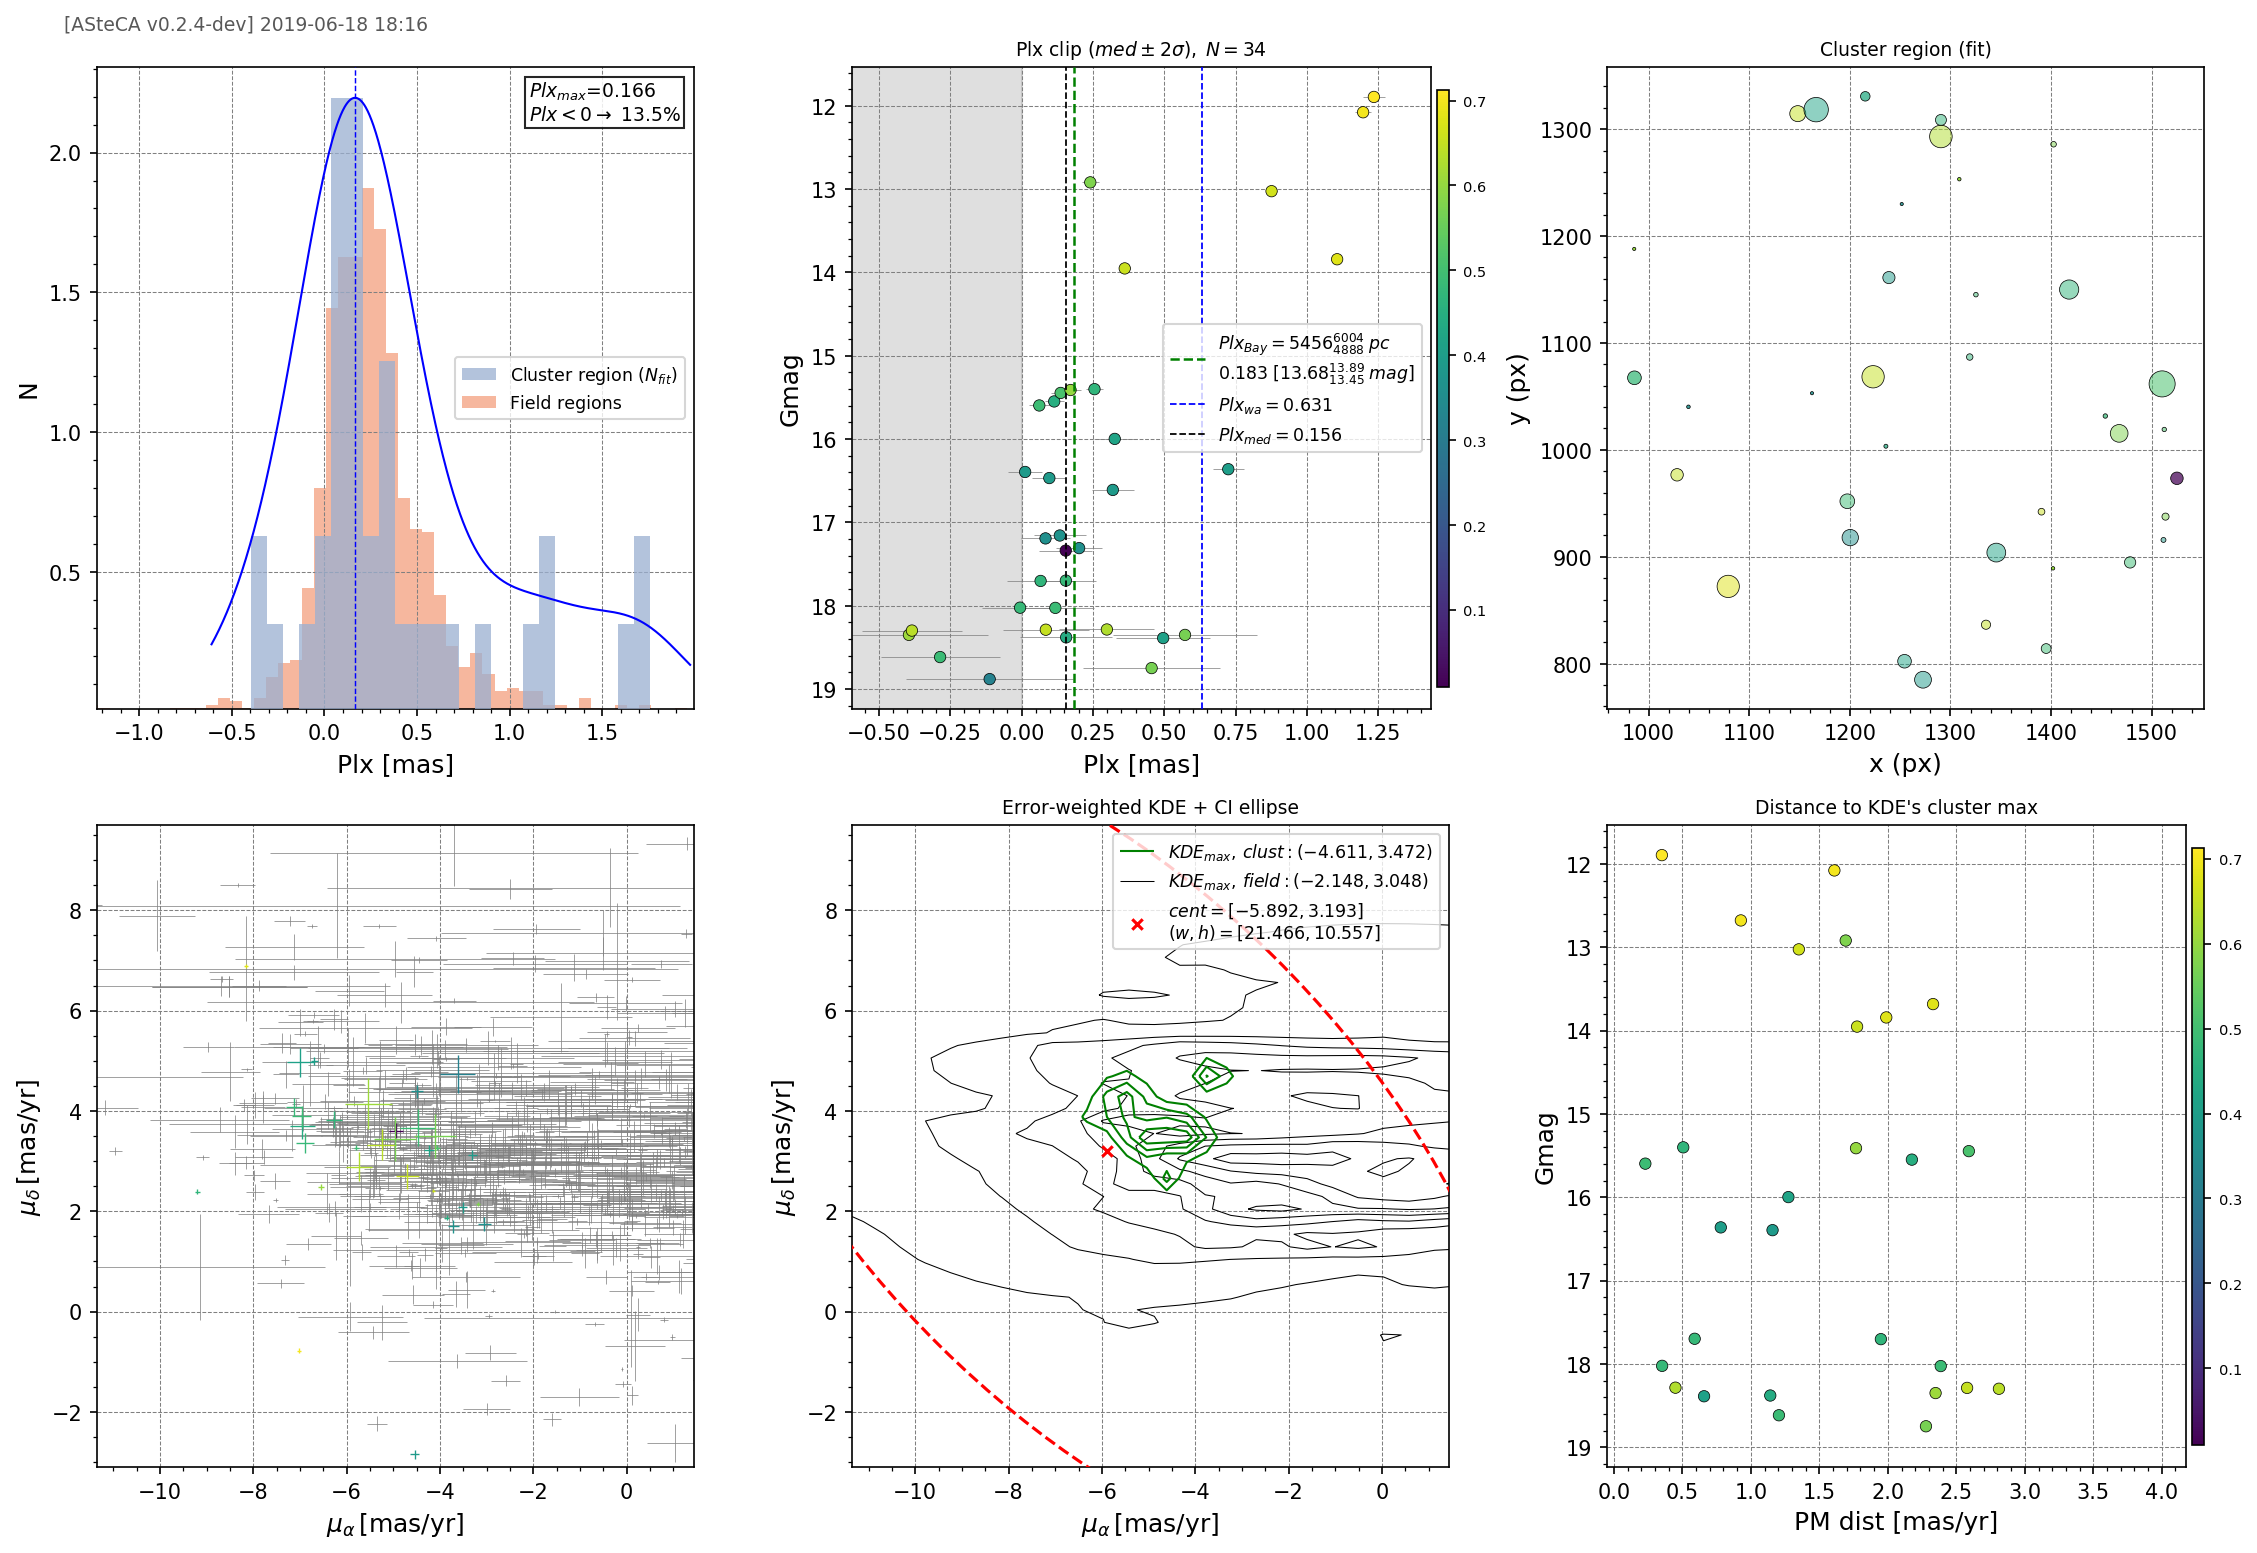 [ASteCA v0.2.4-dev] 2019-06-18 18:16
Plx_max=0.166
Plx < 0 → 13.5%
Cluster region (N_fit)
Field regions
N
2.0
1.5
1.0
0.5
−1.0 −0.5 0.0 0.5 1.0 1.5
Plx [mas]
Plx clip (med ± 2σ), N = 34
Plx_Bay = 5456^6004_4888 pc
0.183 [13.68^13.89_13.45 mag]
Plx_wa = 0.631
Plx_med = 0.156
Gmag
12
13
14
15
16
17
18
19
−0.50 −0.25 0.00 0.25 0.50 0.75 1.00 1.25
Plx [mas]
0.7
0.6
0.5
0.4
0.3
0.2
0.1
Cluster region (fit)
y (px)
1300
1200
1100
1000
900
800
1000 1100 1200 1300 1400 1500
x (px)
μ_δ [mas/yr]
8
6
4
2
0
−2
−10 −8 −6 −4 −2 0
μ_α [mas/yr]
Error-weighted KDE + CI ellipse
KDE_max, clust: (−4.611, 3.472)
KDE_max, field: (−2.148, 3.048)
cent = [−5.892, 3.193]
(w, h) = [21.466, 10.557]
μ_δ [mas/yr]
8
6
4
2
0
−2
−10 −8 −6 −4 −2 0
μ_α [mas/yr]
Distance to KDE's cluster max
Gmag
12
13
14
15
16
17
18
19
0.0 0.5 1.0 1.5 2.0 2.5 3.0 3.5 4.0
PM dist [mas/yr]
0.7
0.6
0.5
0.4
0.3
0.2
0.1